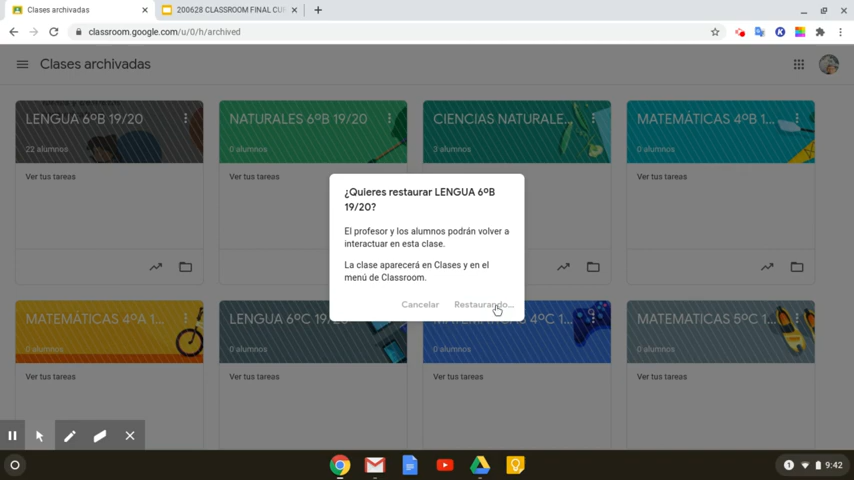 Clases archivadas
200628 CLASSROOM FINAL CUR
classroom.google.com/u/0/h/archived
Clases archivadas
LENGUA 6ºB 19/20
22 alumnos
Ver tus tareas
NATURALES 6ºB 19/20
0 alumnos
Ver tus tareas
CIENCIAS NATURALE...
3 alumnos
MATEMÁTICAS 4ºB 1...
0 alumnos
Ver tus tareas
¿Quieres restaurar LENGUA 6ºB
19/20?
El profesor y los alumnos podrán volver a
interactuar en esta clase.
La clase aparecerá en Clases y en el
menú de Classroom.
Cancelar
Restaurando...
MATEMÁTICAS 4ºA 1...
0 alumnos
Ver tus tareas
LENGUA 6ºC 19/20
0 alumnos
Ver tus tareas
MATEMÁTICAS 4ºC 1...
0 alumnos
Ver tus tareas
MATEMÁTICAS 5ºC 1...
0 alumnos
Ver tus tareas
1
9:42